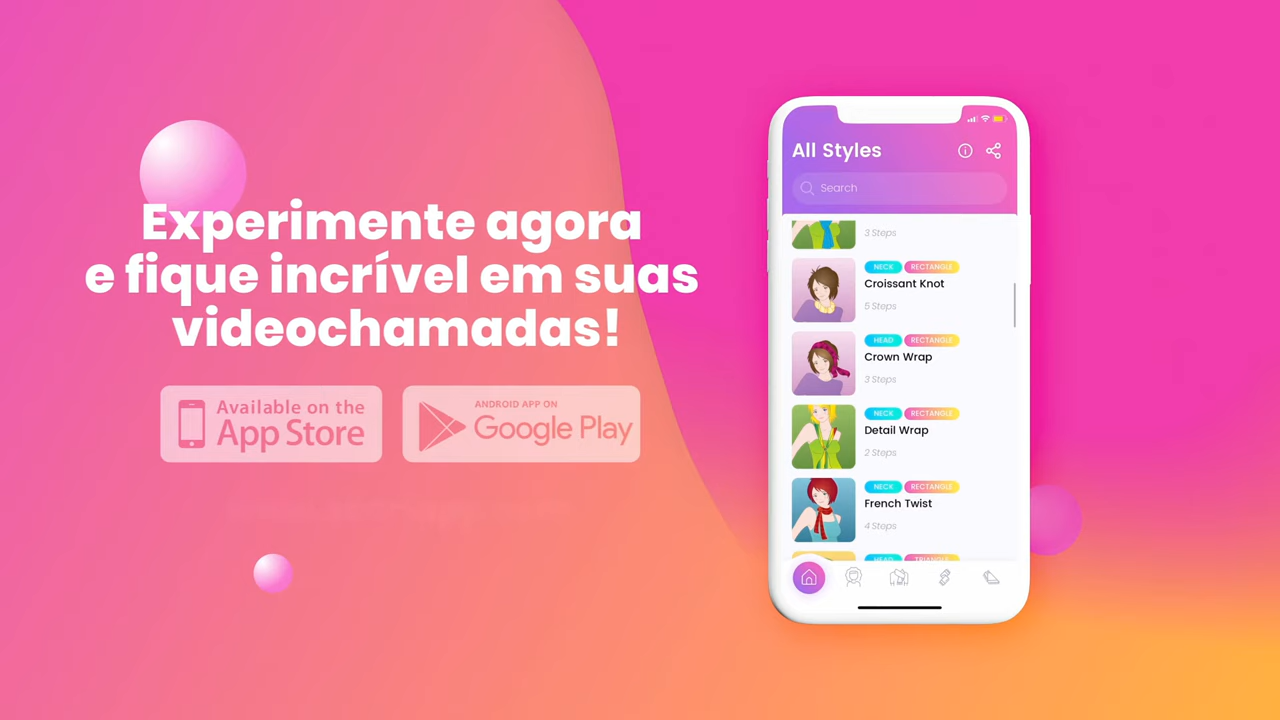 Experimente agora
e fique incrível em suas
videochamadas!
Available on the
App Store
ANDROID APP ON
Google Play
All Styles
Search
3 Steps
NECK RECTANGLE
Croissant Knot
5 Steps
HEAD RECTANGLE
Crown Wrap
3 Steps
NECK RECTANGLE
Detail Wrap
2 Steps
NECK RECTANGLE
French Twist
4 Steps
HEAD TRIANGLE